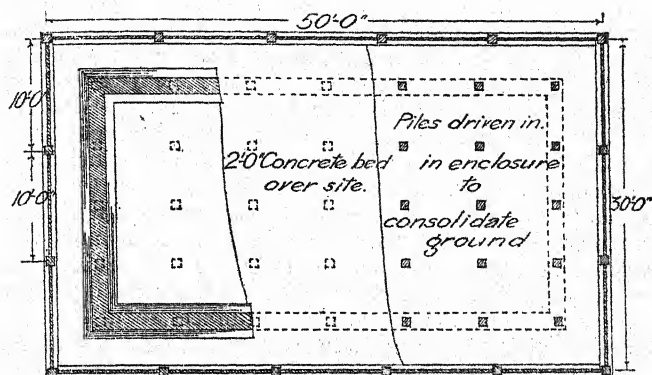 50'-0"
10'-0"
10'-0"
30'-0"
2'-0" Concrete bed
over site.
Piles driven in.
in enclosure
to
consolidate
ground